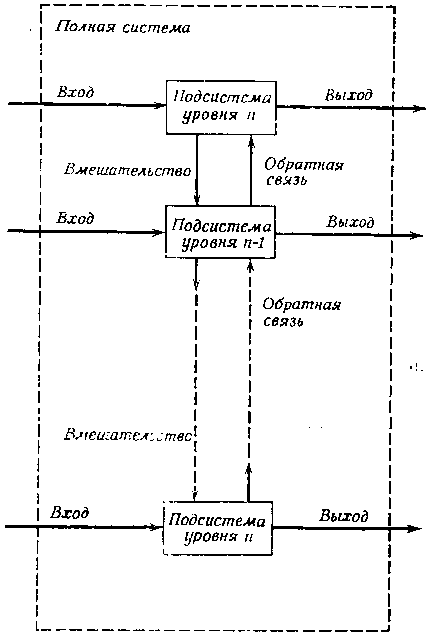 Полная система
Вход
Подсистема
уровня n
Выход
Вмешательство
Обратная
связь
Вход
Подсистема
уровня n-1
Выход
Обратная
связь
Вмешательство
Вход
Подсистема
уровня n
Выход